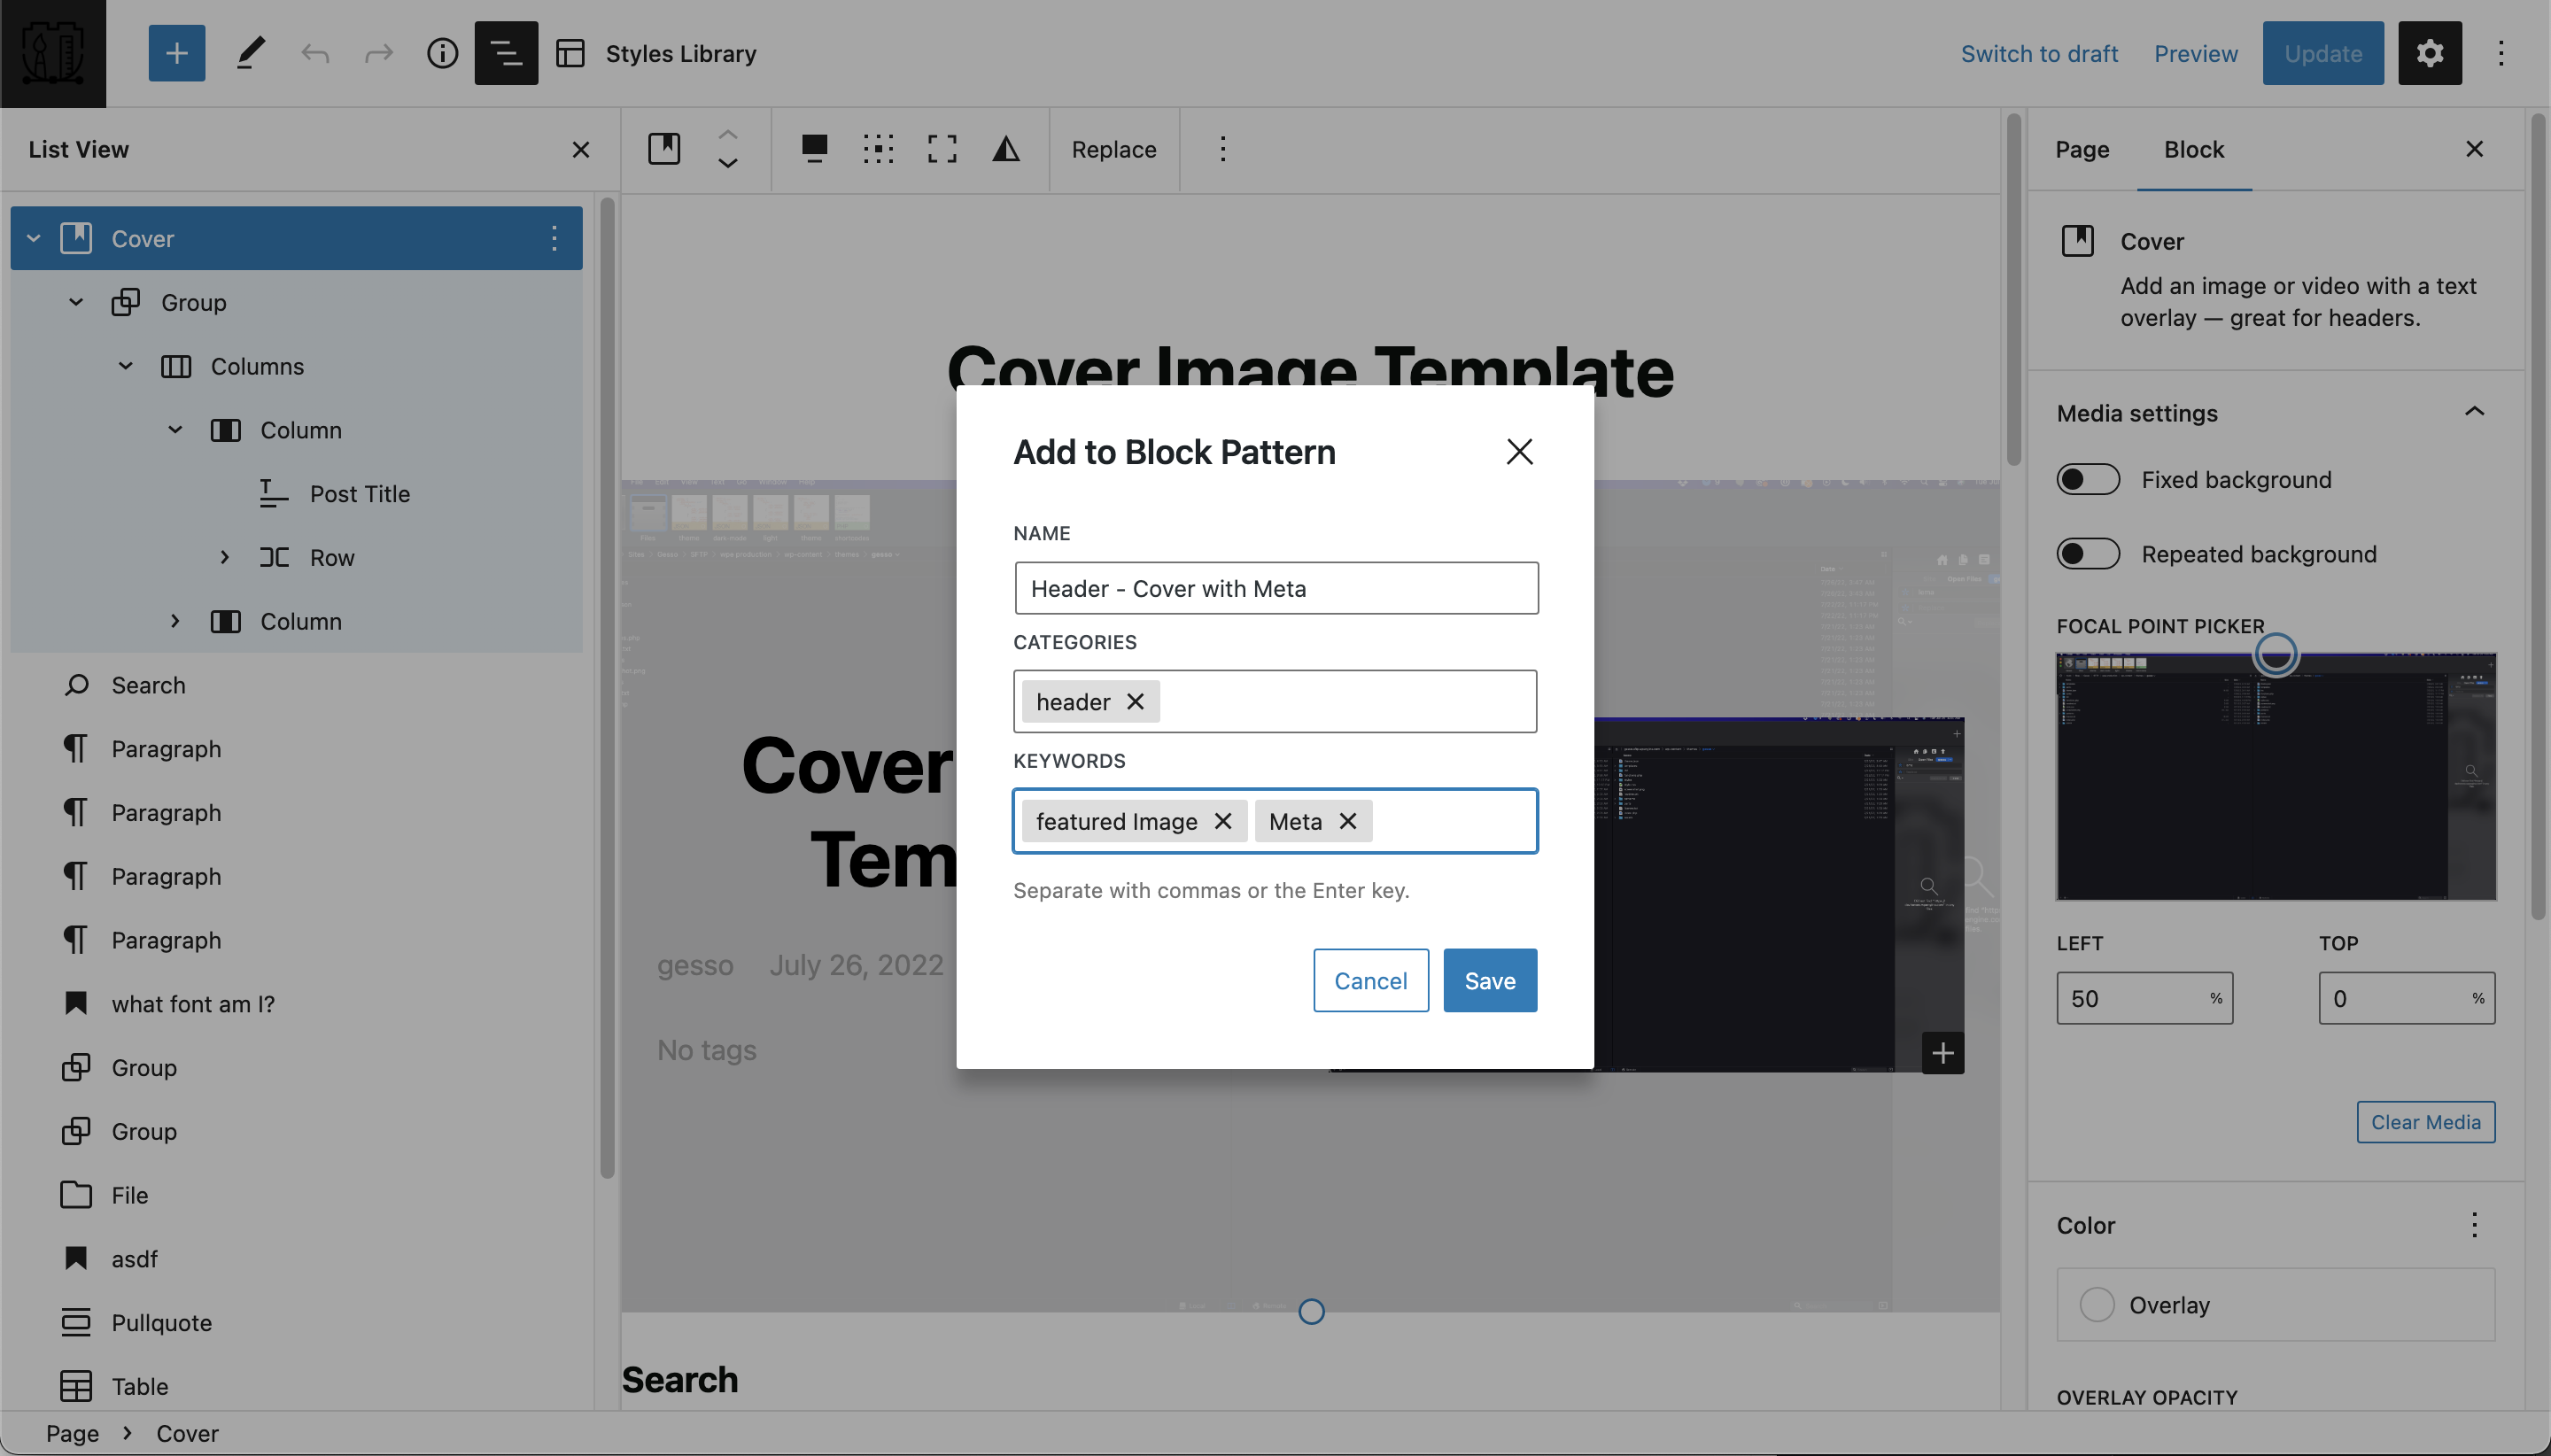 Styles Library
Switch to draft
Preview
Update
List View
Cover
Group
Columns
Column
Post Title
Row
Column
Search
Paragraph
Paragraph
Paragraph
Paragraph
what font am I?
Group
Group
File
asdf
Pullquote
Table
Page
Cover
Replace
Cover Image Template
Cover
Tem
gesso July 26, 2022
No tags
Search
Add to Block Pattern
NAME
Header - Cover with Meta
CATEGORIES
header
KEYWORDS
featured Image Meta
Separate with commas or the Enter key.
Cancel Save
Page Block
Cover
Add an image or video with a text
overlay — great for headers.
Media settings
Fixed background
Repeated background
FOCAL POINT PICKER
LEFT TOP
50 % 0 %
Clear Media
Color
Overlay
OVERLAY OPACITY